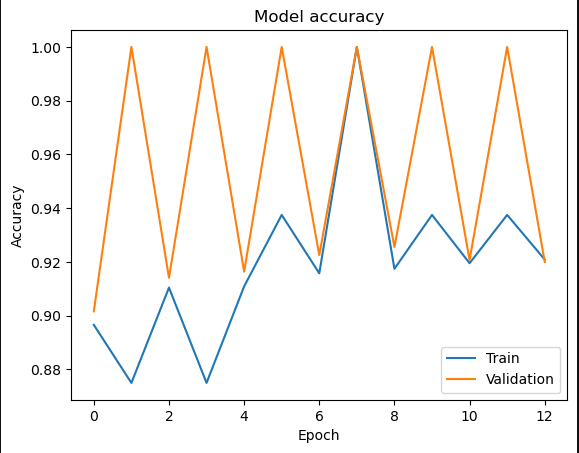 Model accuracy
1.00
0.98
0.96
0.94
0.92
0.90
0.88
Accuracy
Train
Validation
0 2 4 6 8 10 12
Epoch